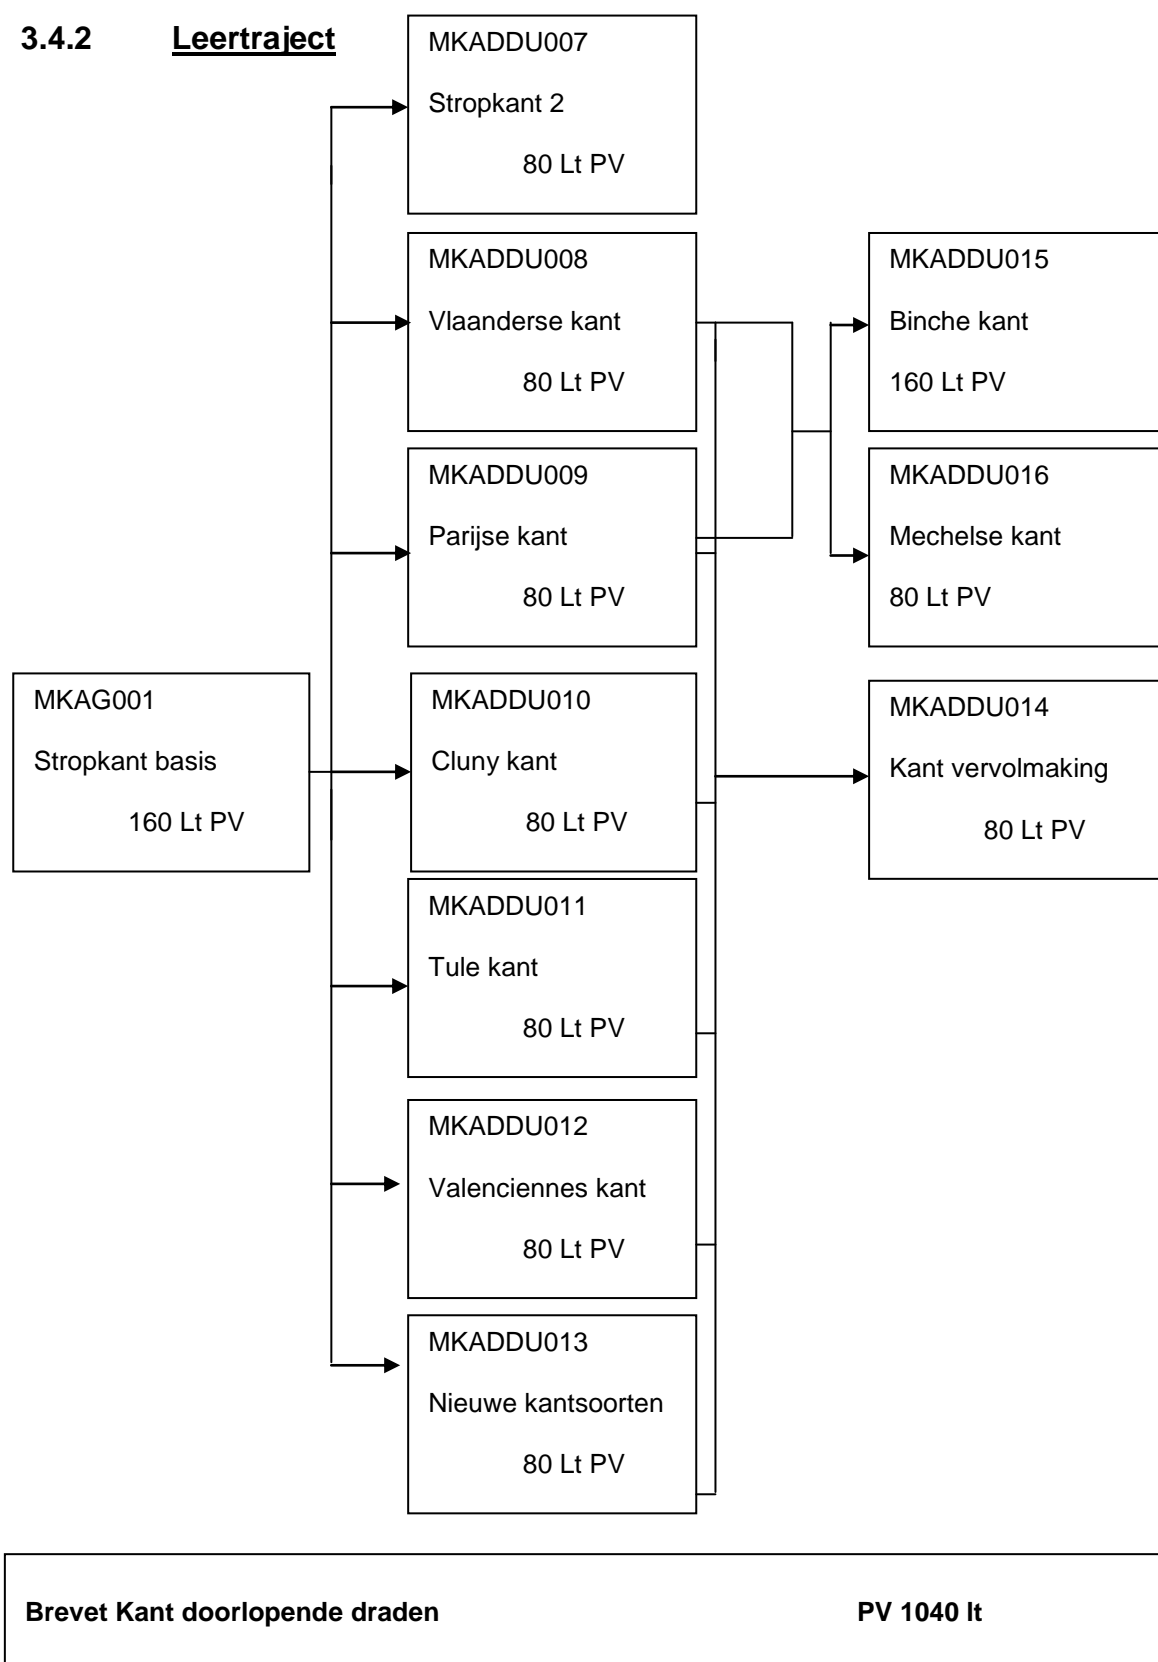 3.4.2 Leertraject
MKADDU007
Stropkant 2
80 Lt PV
MKADDU008
Vlaanderse kant
80 Lt PV
MKADDU009
Parijse kant
80 Lt PV
MKAG001
Stropkant basis
160 Lt PV
MKADDU010
Cluny kant
80 Lt PV
MKADDU011
Tule kant
80 Lt PV
MKADDU012
Valenciennes kant
80 Lt PV
MKADDU013
Nieuwe kantsoorten
80 Lt PV
MKADDU015
Binche kant
160 Lt PV
MKADDU016
Mechelse kant
80 Lt PV
MKADDU014
Kant vervolmaking
80 Lt PV
Brevet Kant doorlopende draden PV 1040 lt